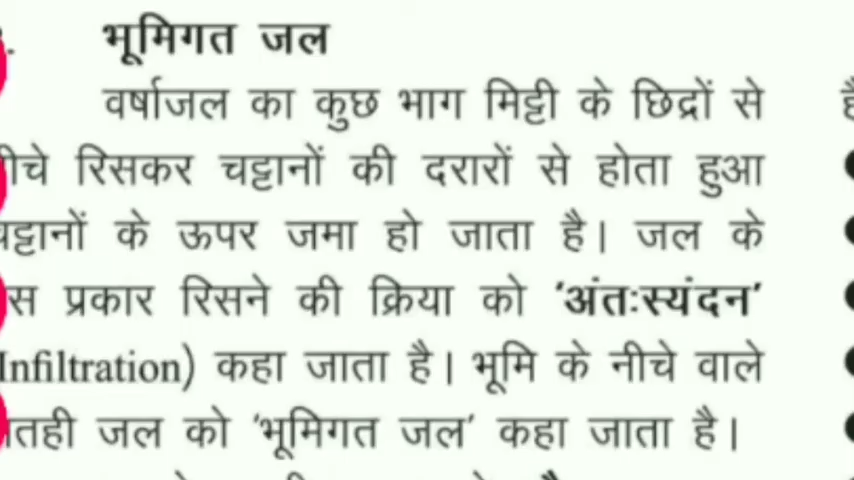 भूमिगत जल
वर्षाजल का कुछ भाग मिट्टी के छिद्रों से
रिसकर चट्टानों की दरारों से होता हुआ
के ऊपर जमा हो जाता है। जल के
प्रकार रिसने की क्रिया को ‘अंतःस्यंदन’
Infiltration) कहा जाता है। भूमि के नीचे वाले
जल को ‘भूमिगत जल’ कहा जाता है।